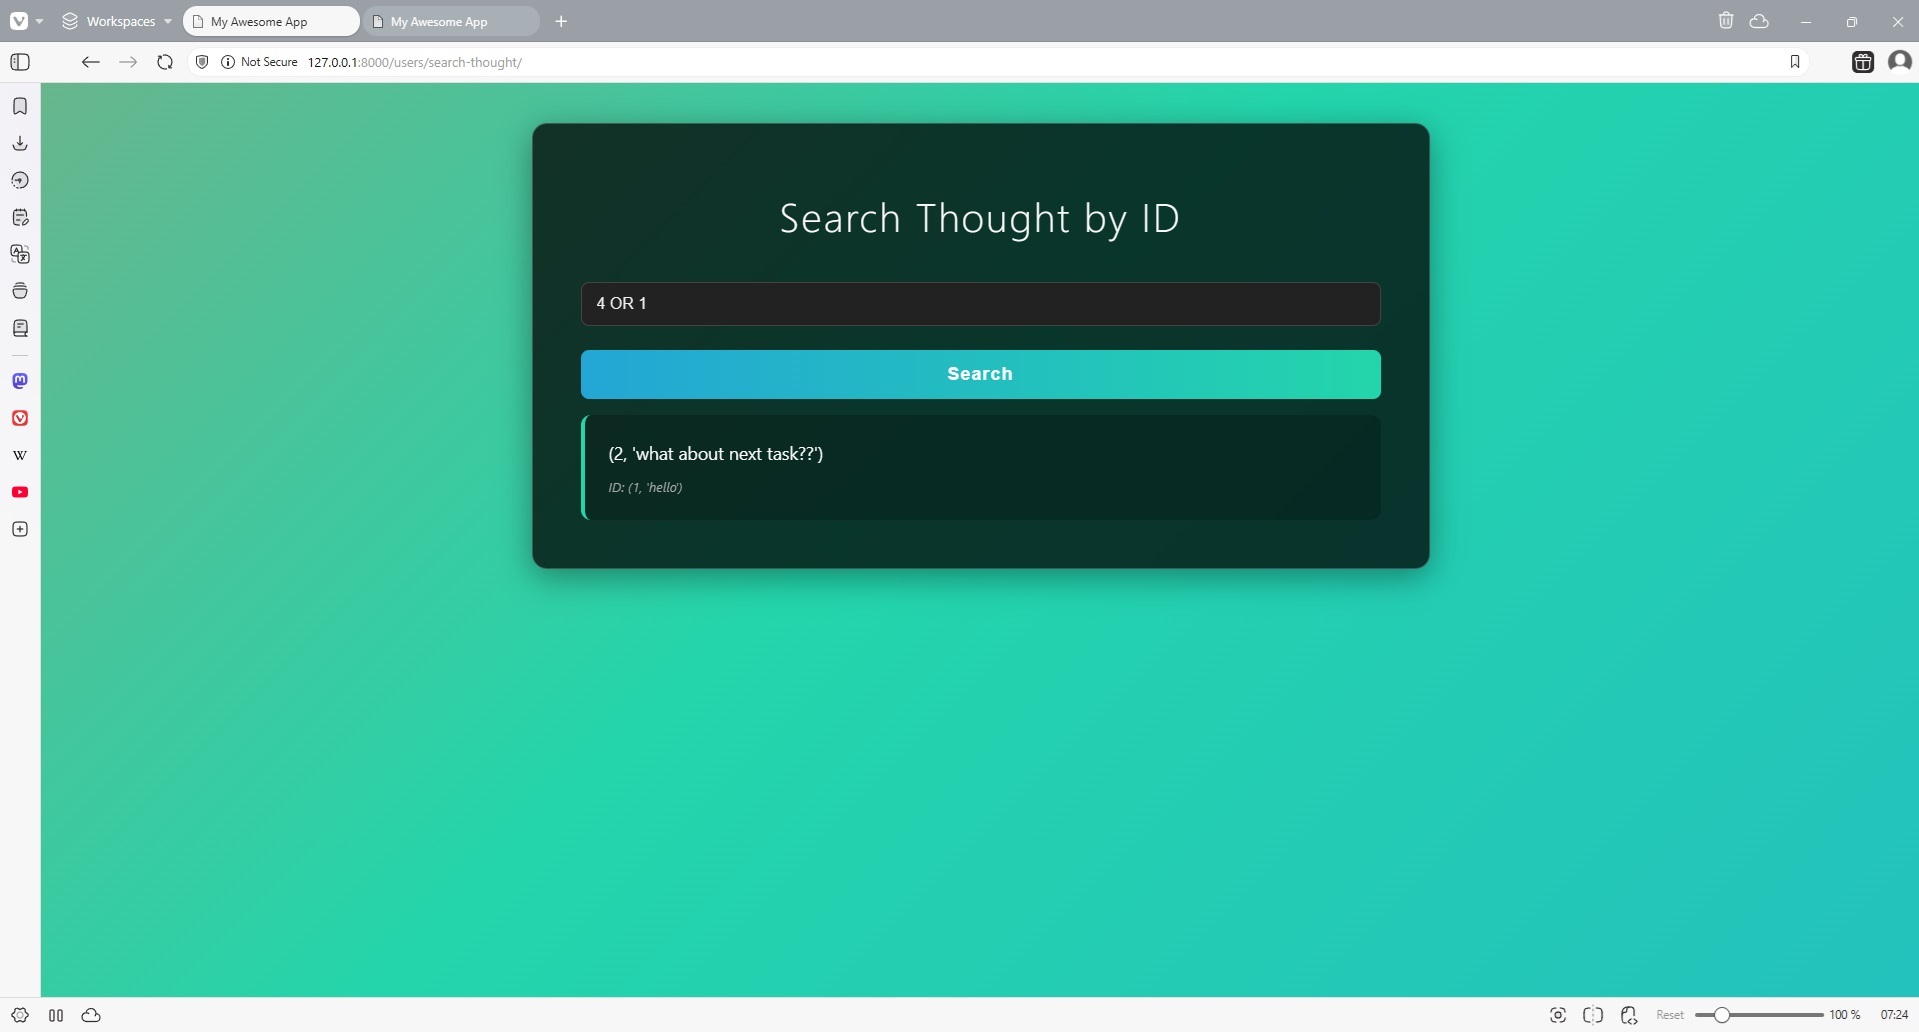 Workspaces
My Awesome App
My Awesome App
Not Secure 127.0.0.1:8000/users/search-thought/
Search Thought by ID
4 OR 1
Search
(2, 'what about next task??')
ID: (1, 'hello')
W
Reset
100 %
07:24